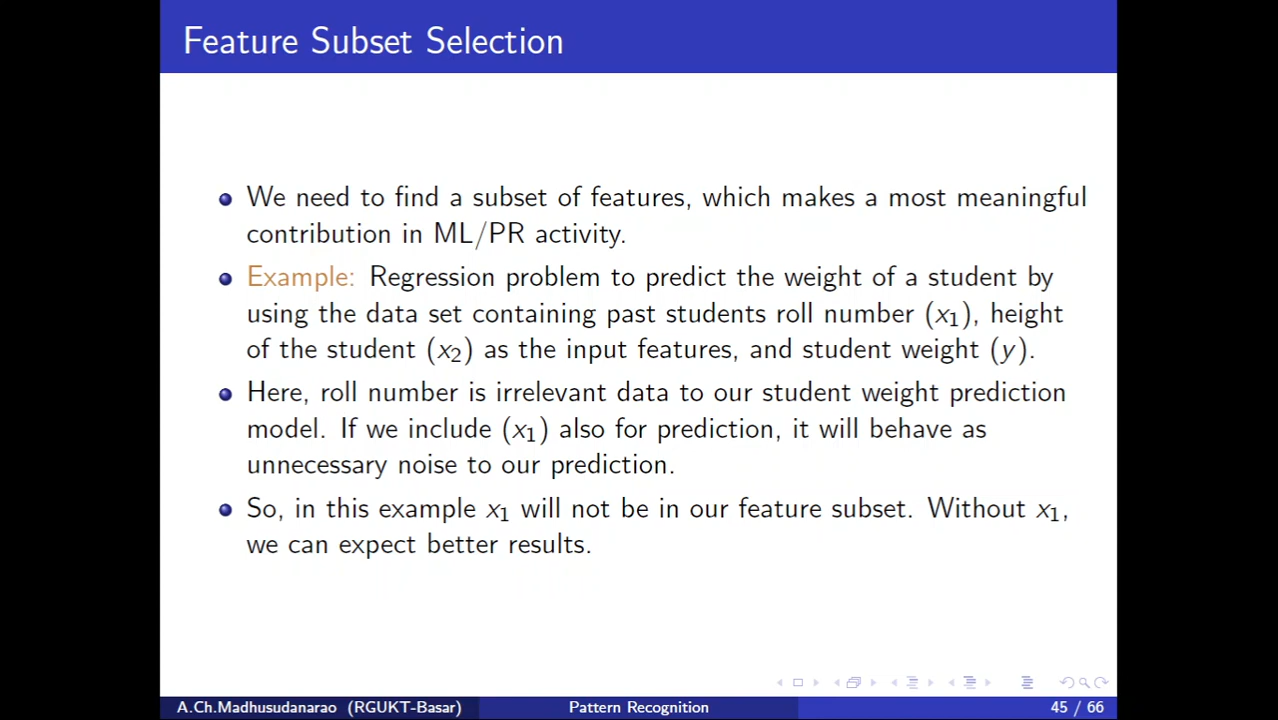 Feature Subset Selection
We need to find a subset of features, which makes a most meaningful
contribution in ML/PR activity.
Example: Regression problem to predict the weight of a student by
using the data set containing past students roll number (x₁), height
of the student (x₂) as the input features, and student weight (y).
Here, roll number is irrelevant data to our student weight prediction
model. If we include (x₁) also for prediction, it will behave as
unnecessary noise to our prediction.
So, in this example x₁ will not be in our feature subset. Without x₁,
we can expect better results.
A.Ch.Madhusudanarao (RGUKT-Basar) Pattern Recognition 45 / 66